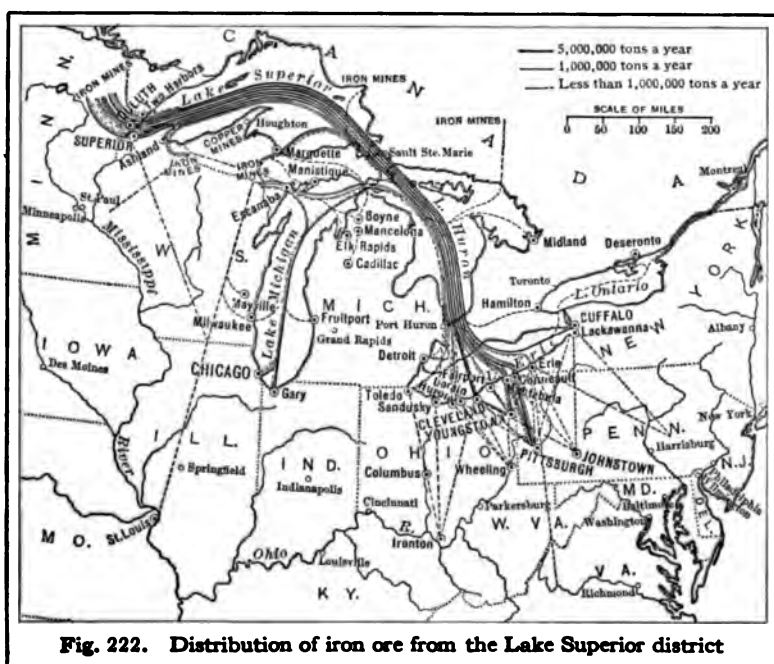 C A N A D A
5,000,000 tons a year
1,000,000 tons a year
Less than 1,000,000 tons a year
SCALE OF MILES
0 50 100 200
IRON MINES
Lake Superior
IRON MINES
IRON MINES
DULUTH
Two Harbors
SUPERIOR
Ashland
COPPER MINES
Houghton
IRON MINES
IRON MINES
Marquette
Sault Ste. Marie
Manistique
Escanaba
St. Paul
Minneapolis
Mississippi
M I N N.
W I S.
Boyne
Mancelona
Elk Rapids
Cadillac
L. Huron
Midland
Deseronto
Montreal
Toronto
Hamilton
L. Ontario
Lake Michigan
Mayville
Milwaukee
Fruitport
M I C H.
Grand Rapids
Port Huron
Detroit
CHICAGO
Gary
BUFFALO
Lackawanna
N E W Y O R K
Albany
I O W A
Des Moines
L. Erie
Erie
Fairport
Conneaut
Ashtabula
Lorain
Huron
Toledo
Sandusky
CLEVELAND
YOUNGSTOWN
P E N N.
New York
Harrisburg
PITTSBURGH
JOHNSTOWN
N.J.
Philadelphia
Wilmington
I L L.
Springfield
I N D.
Indianapolis
O H I O
Columbus
Wheeling
Cincinnati
Parkersburg
M D.
Baltimore
Washington
DEL.
River
St. Louis
M O.
Ohio R.
Louisville
Ironton
W. V A.
V A.
Richmond
K Y.
Fig. 222. Distribution of iron ore from the Lake Superior district